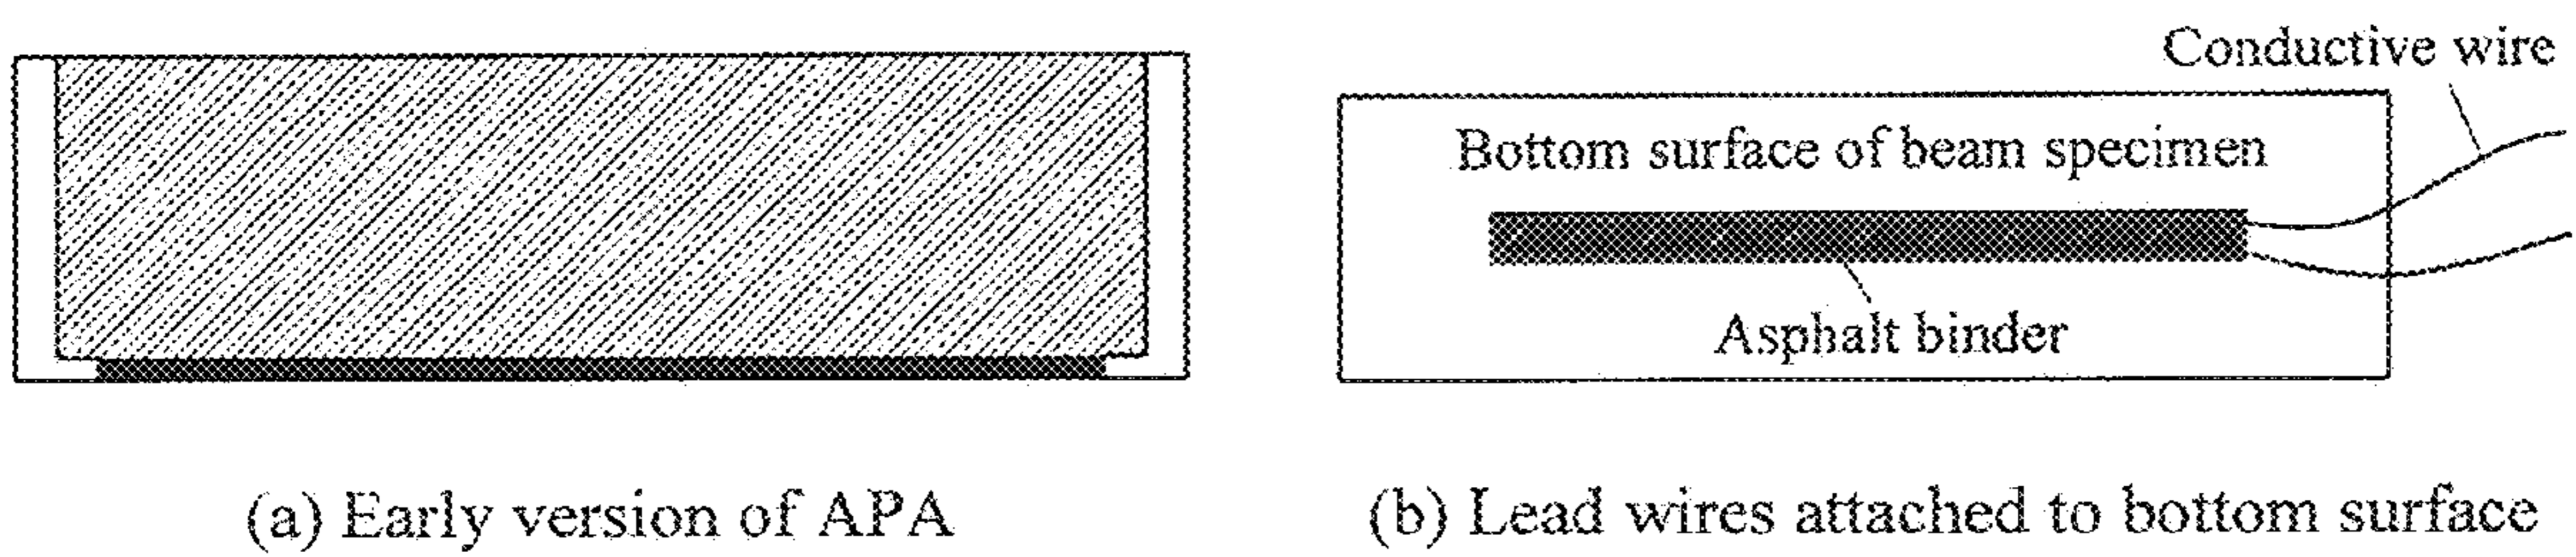 Conductive wire
Bottom surface of beam specimen
Asphalt binder
(a) Early version of APA
(b) Lead wires attached to bottom surface